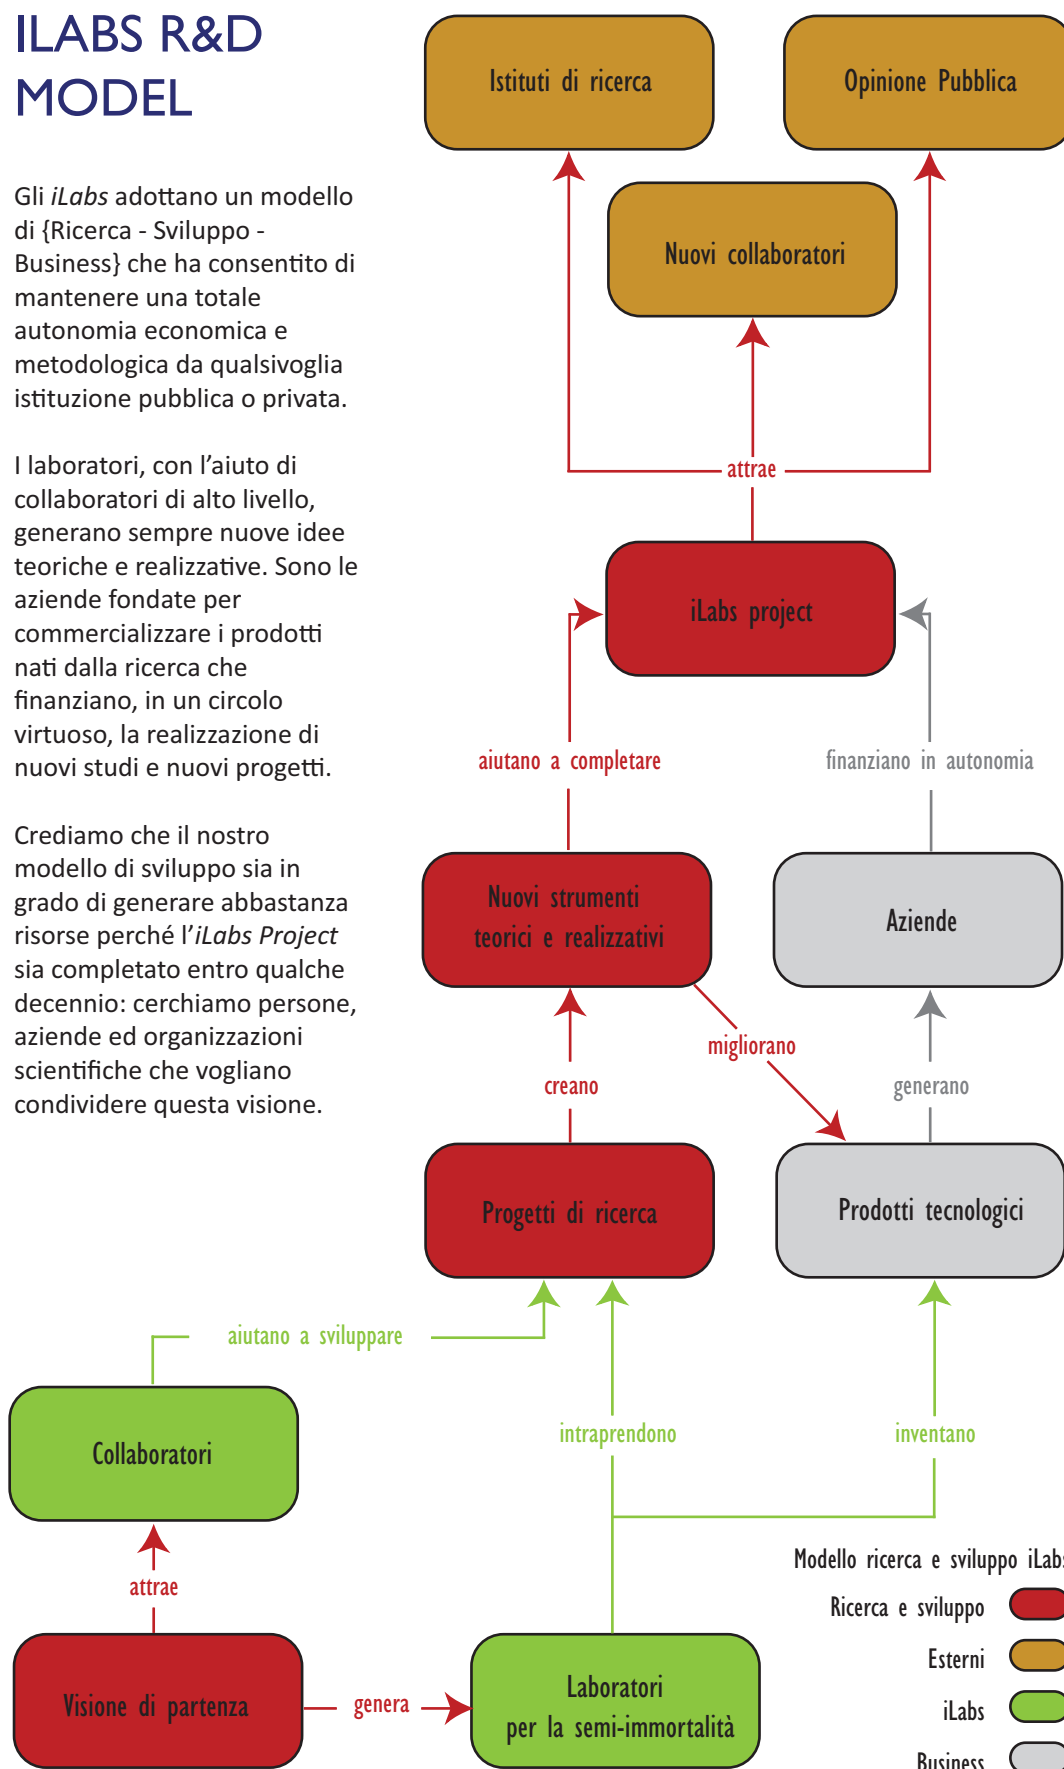 ILABS R&D
MODEL
Gli iLabs adottano un modello
di {Ricerca - Sviluppo -
Business} che ha consentito di
mantenere una totale
autonomia economica e
metodologica da qualsivoglia
istituzione pubblica o privata.
I laboratori, con l'aiuto di
collaboratori di alto livello,
generano sempre nuove idee
teoriche e realizzative. Sono le
aziende fondate per
commercializzare i prodotti
nati dalla ricerca che
finanziano, in un circolo
virtuoso, la realizzazione di
nuovi studi e nuovi progetti.
Crediamo che il nostro
modello di sviluppo sia in
grado di generare abbastanza
risorse perché l'iLabs Project
sia completato entro qualche
decennio: cerchiamo persone,
aziende ed organizzazioni
scientifiche che vogliano
condividere questa visione.
Istituti di ricerca
Opinione Pubblica
Nuovi collaboratori
attrae
iLabs project
aiutano a completare
finanziano in autonomia
Nuovi strumenti
teorici e realizzativi
Aziende
migliorano
creano
generano
Progetti di ricerca
Prodotti tecnologici
aiutano a sviluppare
Collaboratori
intraprendono
inventano
attrae
Visione di partenza
genera
Laboratori
per la semi-immortalità
Modello ricerca e sviluppo iLabs
Ricerca e sviluppo
Esterni
iLabs
Business